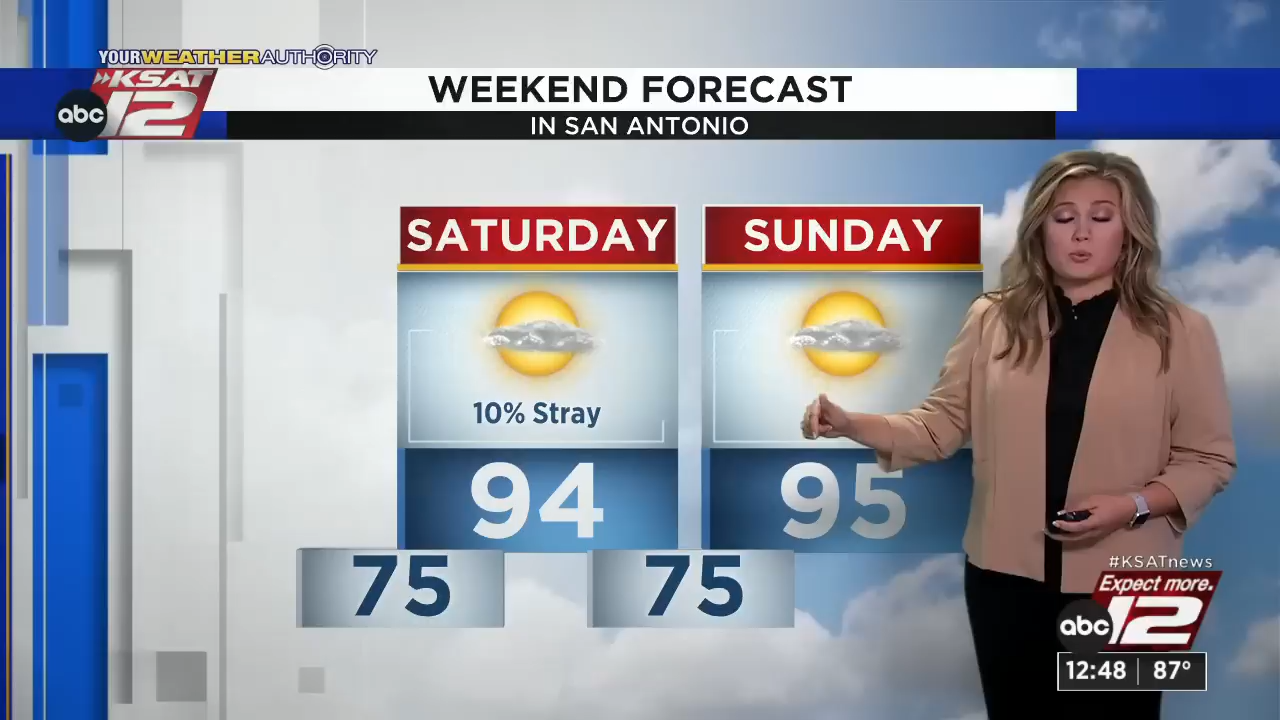 YOURWEATHERAUTHORITY
KSAT
abc 12
WEEKEND FORECAST
IN SAN ANTONIO
SATURDAY
10% Stray
94
SUNDAY
95
75
75
#KSATnews
Expect more.
abc 12
12:48 87°